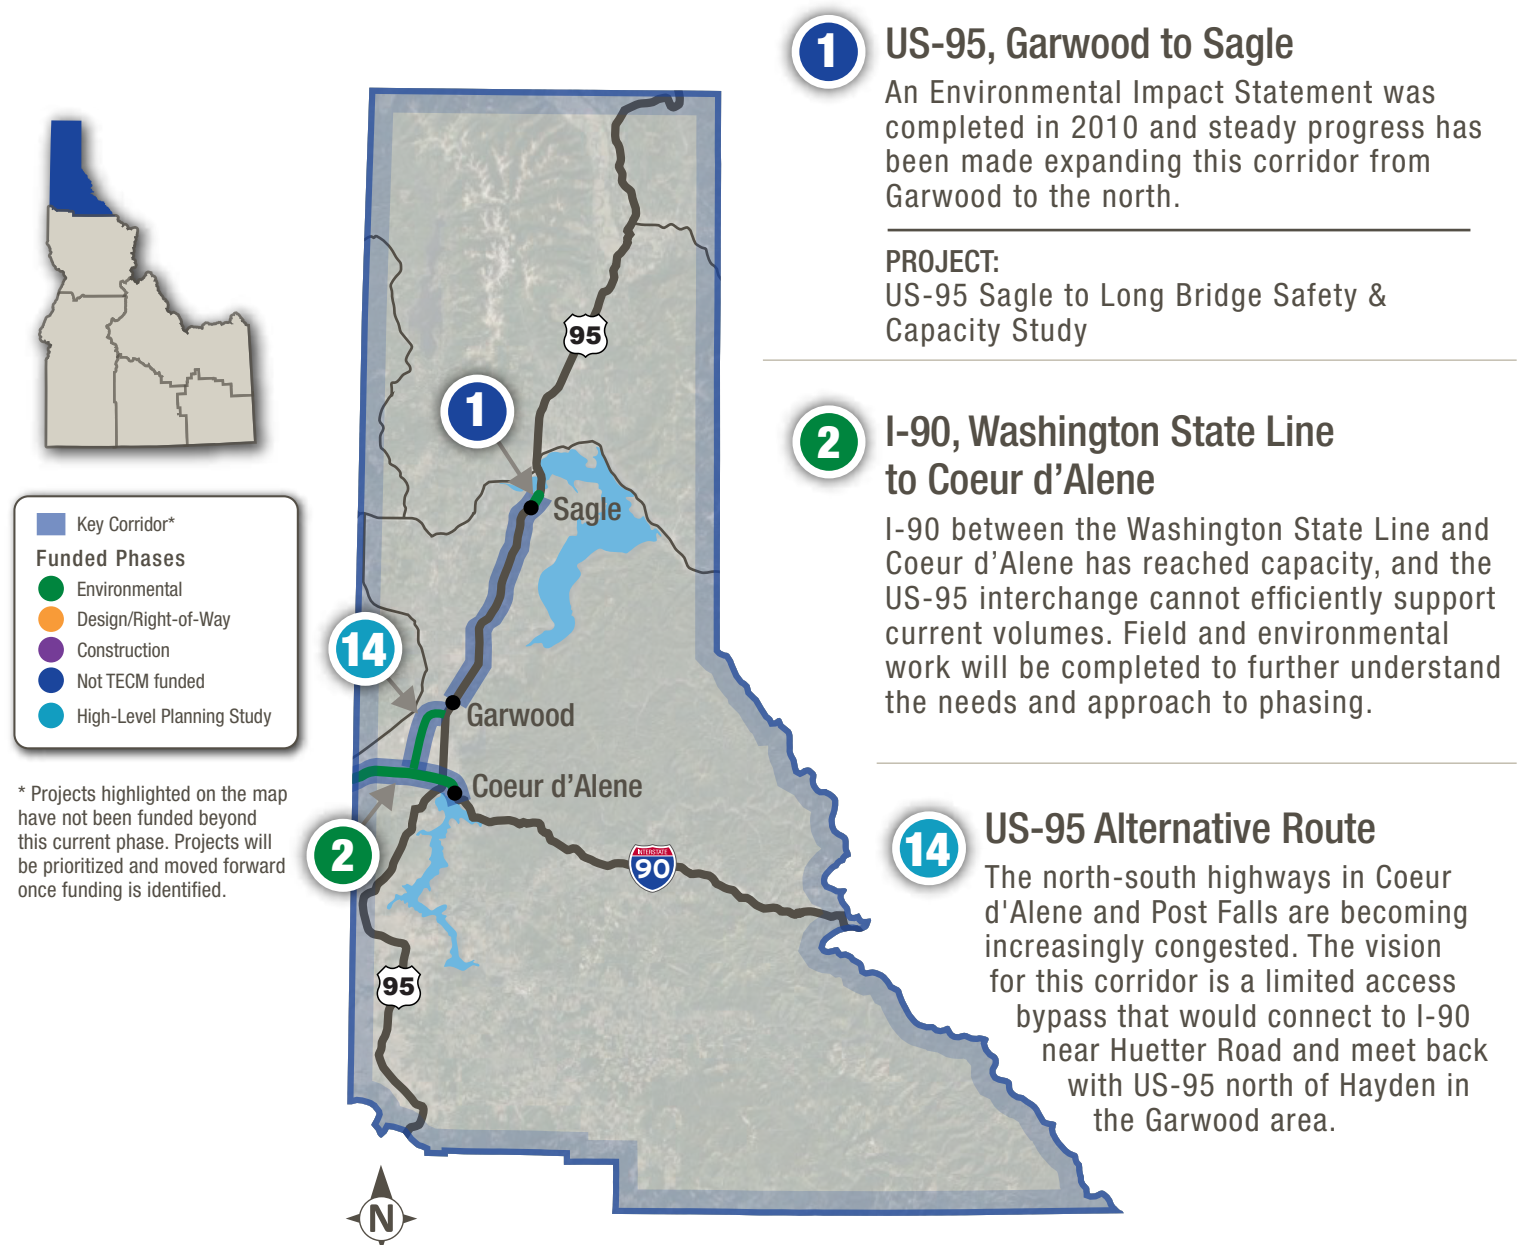 1
US-95, Garwood to Sagle
An Environmental Impact Statement was
completed in 2010 and steady progress has
been made expanding this corridor from
Garwood to the north.
PROJECT:
US-95 Sagle to Long Bridge Safety &
Capacity Study
2
I-90, Washington State Line
to Coeur d’Alene
I-90 between the Washington State Line and
Coeur d’Alene has reached capacity, and the
US-95 interchange cannot efficiently support
current volumes. Field and environmental
work will be completed to further understand
the needs and approach to phasing.
14
US-95 Alternative Route
The north-south highways in Coeur
d'Alene and Post Falls are becoming
increasingly congested. The vision
for this corridor is a limited access
bypass that would connect to I-90
near Huetter Road and meet back
with US-95 north of Hayden in
the Garwood area.
Key Corridor*
Funded Phases
Environmental
Design/Right-of-Way
Construction
Not TECM funded
High-Level Planning Study
* Projects highlighted on the map
have not been funded beyond
this current phase. Projects will
be prioritized and moved forward
once funding is identified.
95
1
Sagle
14
Garwood
Coeur d’Alene
2
INTERSTATE
90
95
N